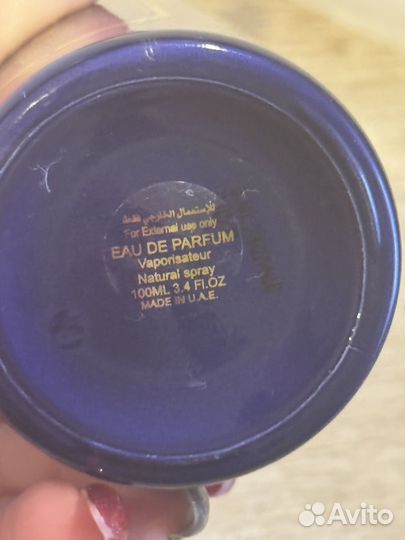 للإستعمال الخارجي فقط
For External use only
EAU DE PARFUM
Vaporisateur
Natural spray
100ML 3.4 Fl.OZ
MADE IN U.A.E.
Avito